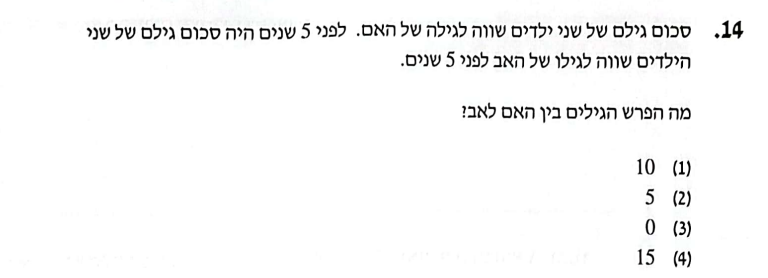 14. סכום גילם של שני ילדים שווה לגילה של האם. לפני 5 שנים היה סכום גילם של שני
הילדים שווה לגילו של האב לפני 5 שנים.
מה הפרש הגילים בין האם לאב?
(1) 10
(2) 5
(3) 0
(4) 15